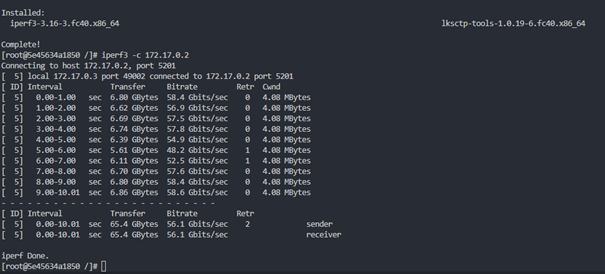 Installed:
  iperf3-3.16-3.fc40.x86_64                    lksctp-tools-1.0.19-6.fc40.x86_64
Complete!
[root@5e45634a1850 /]# iperf3 -c 172.17.0.2
Connecting to host 172.17.0.2, port 5201
[  5] local 172.17.0.3 port 49002 connected to 172.17.0.2 port 5201
[ ID] Interval           Transfer     Bitrate         Retr  Cwnd
[  5]   0.00-1.00   sec  6.80 GBytes  58.4 Gbits/sec    0   4.08 MBytes
[  5]   1.00-2.00   sec  6.62 GBytes  56.9 Gbits/sec    0   4.08 MBytes
[  5]   2.00-3.00   sec  6.69 GBytes  57.5 Gbits/sec    0   4.08 MBytes
[  5]   3.00-4.00   sec  6.74 GBytes  57.8 Gbits/sec    0   4.08 MBytes
[  5]   4.00-5.00   sec  6.39 GBytes  54.9 Gbits/sec    0   4.08 MBytes
[  5]   5.00-6.00   sec  5.61 GBytes  48.2 Gbits/sec    1   4.08 MBytes
[  5]   6.00-7.00   sec  6.11 GBytes  52.5 Gbits/sec    1   4.08 MBytes
[  5]   7.00-8.00   sec  6.70 GBytes  57.6 Gbits/sec    0   4.08 MBytes
[  5]   8.00-9.00   sec  6.80 GBytes  58.4 Gbits/sec    0   4.08 MBytes
[  5]   9.00-10.01  sec  6.86 GBytes  58.6 Gbits/sec    0   4.08 MBytes
- - - - - - - - - - - - - - - - - - - - - - - - -
[ ID] Interval           Transfer     Bitrate         Retr
[  5]   0.00-10.01  sec  65.4 GBytes  56.1 Gbits/sec    2             sender
[  5]   0.00-10.01  sec  65.4 GBytes  56.1 Gbits/sec                  receiver
iperf Done.
[root@5e45634a1850 /]#